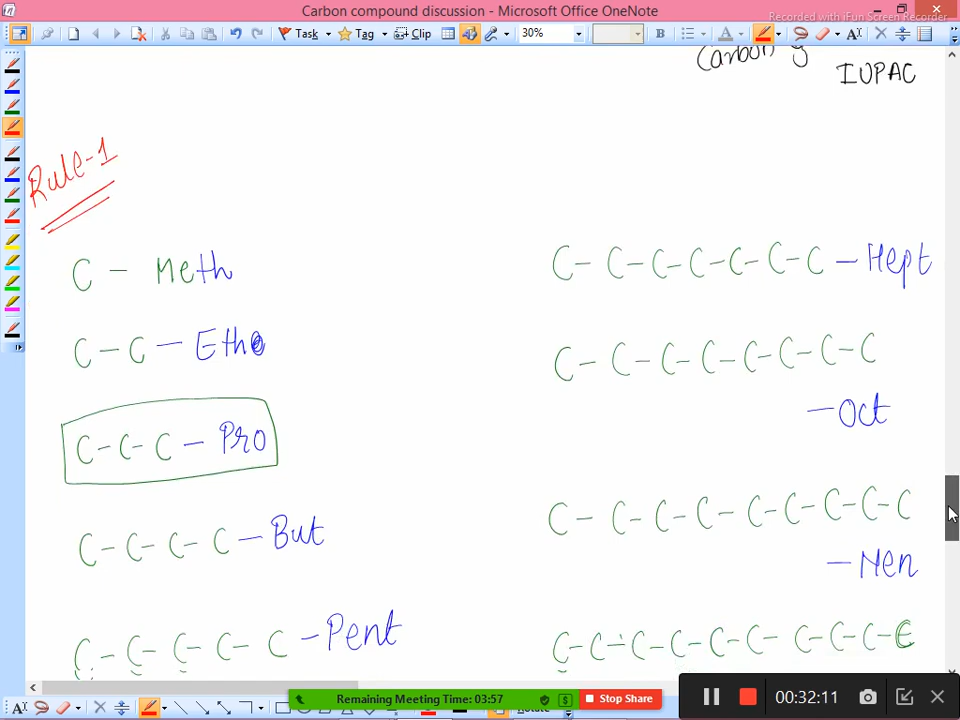 Carbon compound discussion - Microsoft Office OneNote
Recorded with iFun Screen Recorder
Task
Tag
Clip
30%
B
A
IUPAC
Rule-1
C - Meth
C-C-C-C-C-C-C - Hept
C-C - Eth
C-C-C-C-C-C-C-C
- Oct
C-C-C - Pro
C-C-C-C-C-C-C-C-C
- Nen
C-C-C-C - But
C-C-C-C-C - Pent
C-C-C-C-C-C-C-C-C-C
Remaining Meeting Time: 03:57
Stop Share
00:32:11